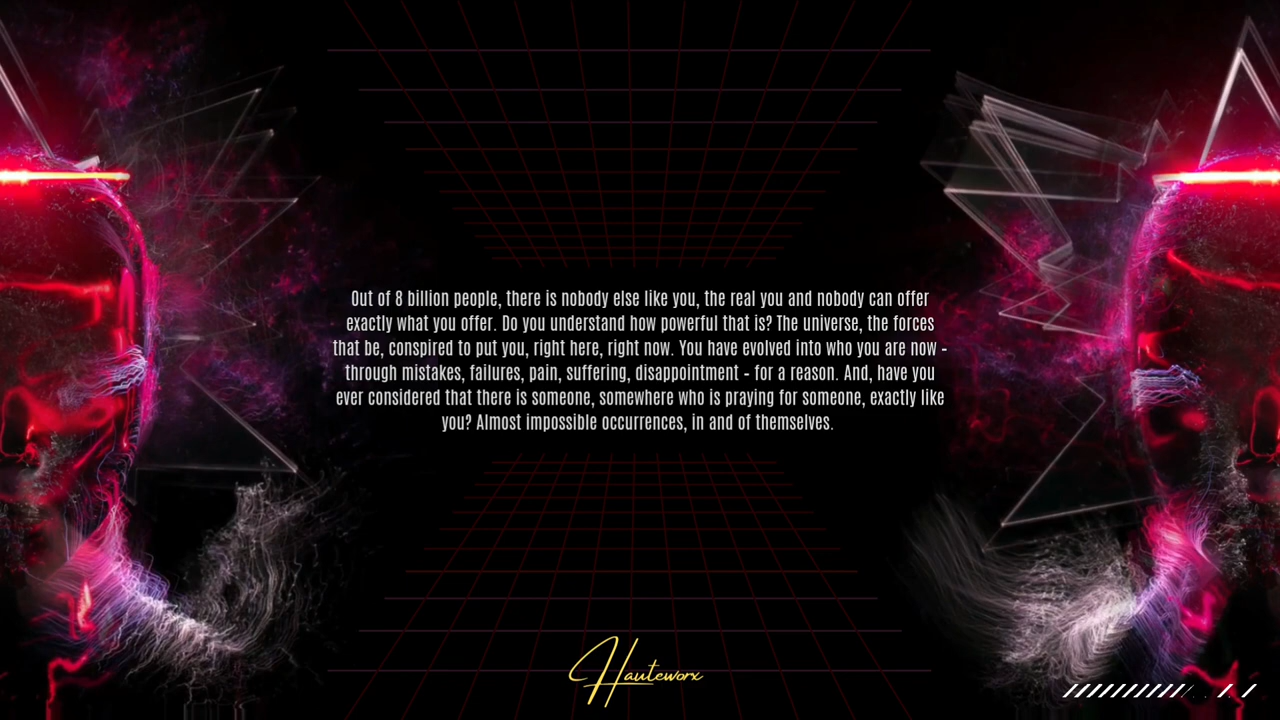 Out of 8 billion people, there is nobody else like you, the real you and nobody can offer
exactly what you offer. Do you understand how powerful that is? The universe, the forces
that be, conspired to put you, right here, right now. You have evolved into who you are now -
through mistakes, failures, pain, suffering, disappointment - for a reason. And, have you
ever considered that there is someone, somewhere who is praying for someone, exactly like
you? Almost impossible occurrences, in and of themselves.
Hauteworx